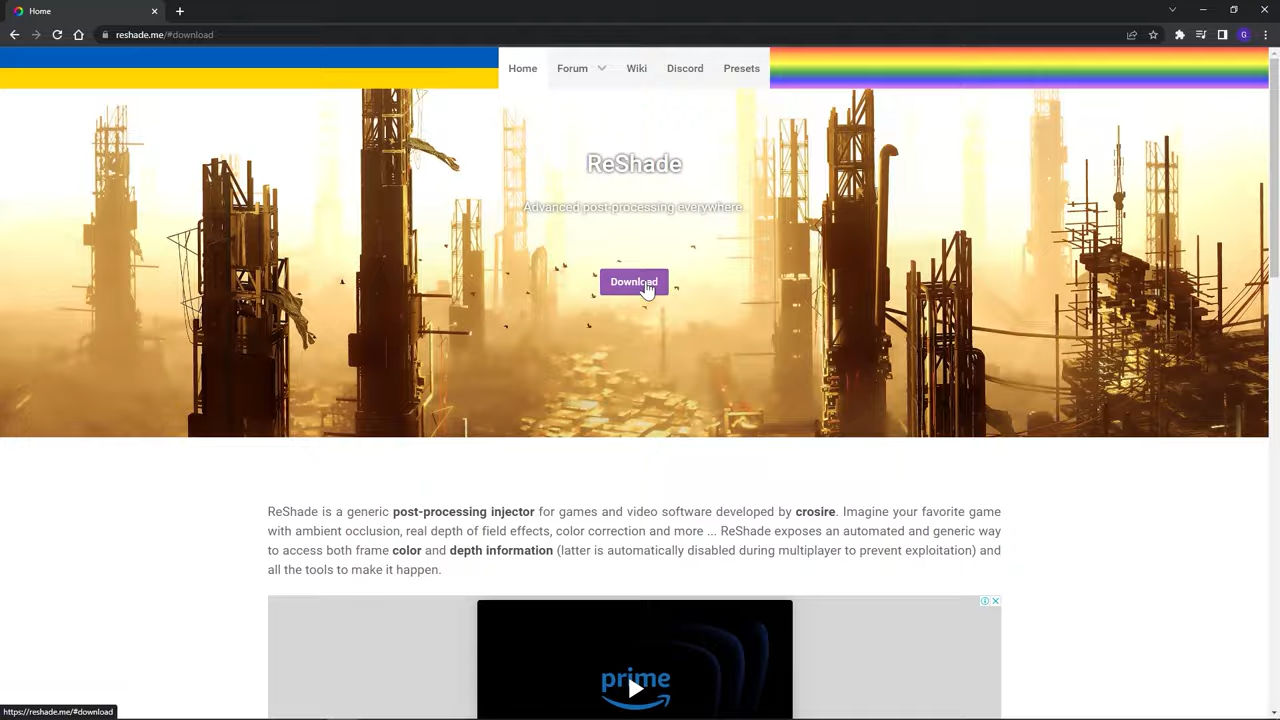 Home
reshade.me/#download
G
Home Forum Wiki Discord Presets
ReShade
Advanced post-processing everywhere.
Download
ReShade is a generic post-processing injector for games and video software developed by crosire. Imagine your favorite game
with ambient occlusion, real depth of field effects, color correction and more ... ReShade exposes an automated and generic way
to access both frame color and depth information (latter is automatically disabled during multiplayer to prevent exploitation) and
all the tools to make it happen.
prime
https://reshade.me/#download